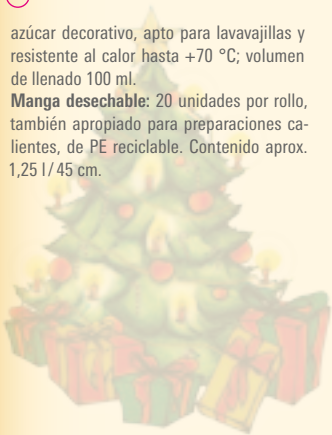 azúcar decorativo, apto para lavavajillas y
resistente al calor hasta +70 °C; volumen
de llenado 100 ml.
Manga desechable: 20 unidades por rollo,
también apropiado para preparaciones ca-
lientes, de PE reciclable. Contenido aprox.
1,25 l / 45 cm.